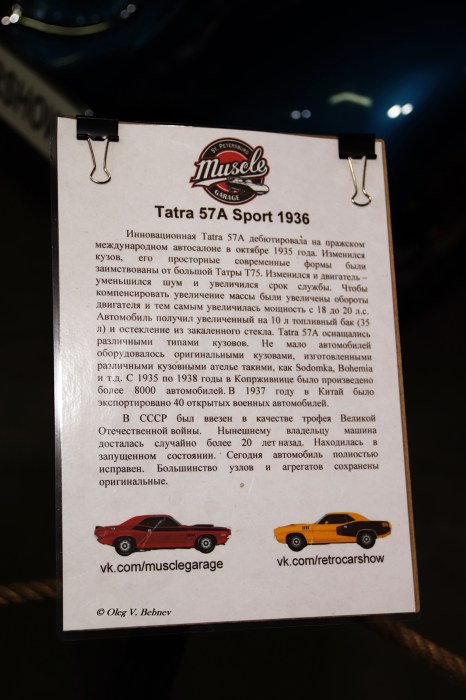 ST. PETERSBURG
Muscle
GARAGE
Tatra 57A Sport 1936
Инновационная Tatra 57A дебютировала на пражском
международном автосалоне в октябре 1935 года. Изменился
кузов, его просторные современные формы были
заимствованы от большой Татры Т75. Изменился и двигатель –
уменьшился шум и увеличился срок службы. Чтобы
компенсировать увеличение массы были увеличены обороты
двигателя и тем самым увеличилась мощность с 18 до 20 л.с.
Автомобиль получил увеличенный на 10 л топливный бак (35
л) и остекление из закаленного стекла. Tatra 57A оснащались
различными типами кузовов. Не мало автомобилей
оборудовалось оригинальными кузовами, изготовленными
различными кузовными ателье такими, как Sodomka, Bohemia
и т.д. С 1935 по 1938 годы в Копрживнице было произведено
более 8000 автомобилей. В 1937 году в Китай было
экспортировано 40 открытых военных автомобилей.
В СССР был ввезен в качестве трофея Великой
Отечественной войны. Нынешнему владельцу машина
досталась случайно более 20 лет назад. Находилась в
запущенном состоянии. Сегодня автомобиль полностью
исправен. Большинство узлов и агрегатов сохранены
оригинальные.
vk.com/musclegarage
vk.com/retrocarshow
© Oleg V. Bebnev